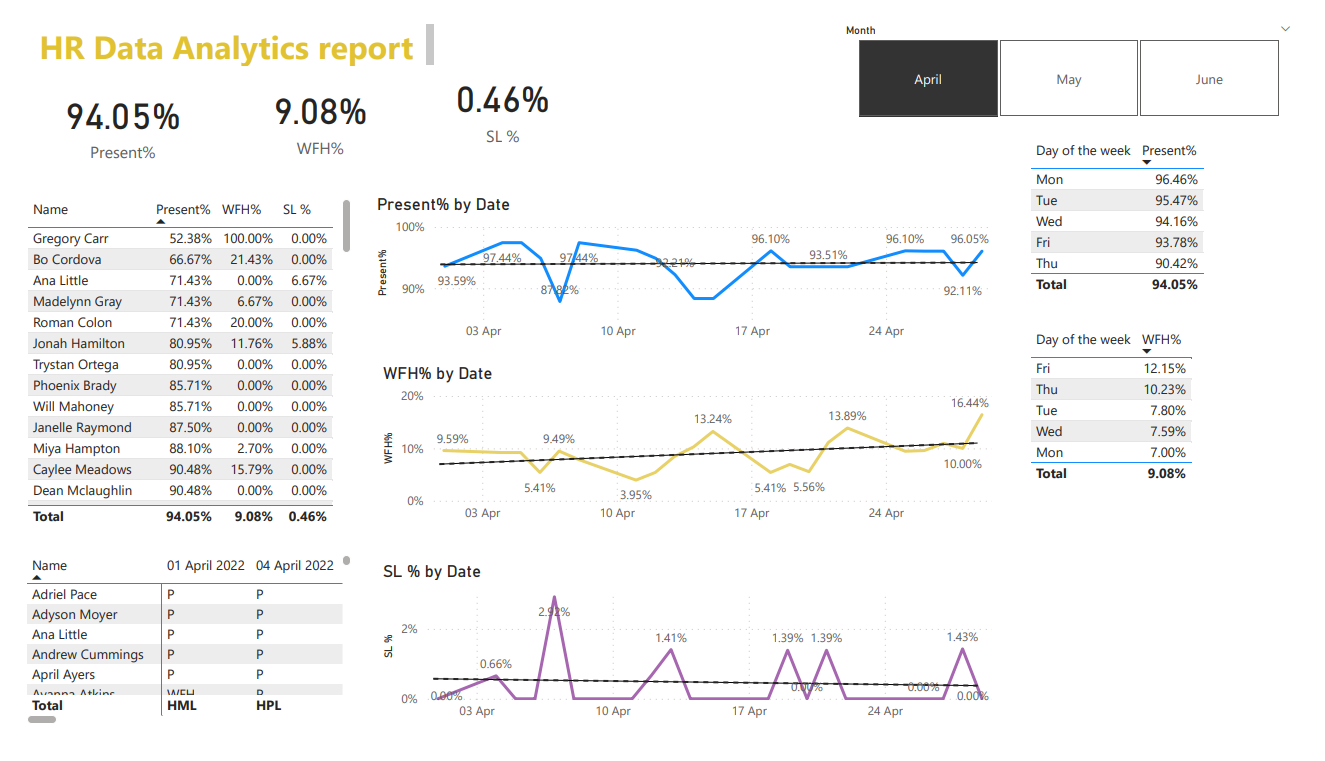 HR Data Analytics report
Month
April May June
94.05%
Present%
9.08%
WFH%
0.46%
SL %
Name Present% WFH% SL %
Gregory Carr 52.38% 100.00% 0.00%
Bo Cordova 66.67% 21.43% 0.00%
Ana Little 71.43% 0.00% 6.67%
Madelynn Gray 71.43% 6.67% 0.00%
Roman Colon 71.43% 20.00% 0.00%
Jonah Hamilton 80.95% 11.76% 5.88%
Trystan Ortega 80.95% 0.00% 0.00%
Phoenix Brady 85.71% 0.00% 0.00%
Will Mahoney 85.71% 0.00% 0.00%
Janelle Raymond 87.50% 0.00% 0.00%
Miya Hampton 88.10% 2.70% 0.00%
Caylee Meadows 90.48% 15.79% 0.00%
Dean Mclaughlin 90.48% 0.00% 0.00%
Total 94.05% 9.08% 0.46%
Name 01 April 2022 04 April 2022
Adriel Pace P P
Adyson Moyer P P
Ana Little P P
Andrew Cummings P P
April Ayers P P
Ayanna Atkins WFH P
Total HML HPL
Present% by Date
Present%
100%
90%
93.59%
97.44%
87.82%
97.44%
92.21%
96.10%
93.51%
96.10%
92.11%
96.05%
03 Apr 10 Apr 17 Apr 24 Apr
WFH% by Date
WFH%
20%
10%
0%
9.59%
5.41%
9.49%
3.95%
13.24%
5.41%
5.56%
13.89%
10.00%
16.44%
03 Apr 10 Apr 17 Apr 24 Apr
SL % by Date
SL %
2%
0%
0.00%
0.66%
2.92%
1.41%
1.39%
0.00%
1.39%
0.00%
1.43%
0.00%
03 Apr 10 Apr 17 Apr 24 Apr
Day of the week Present%
Mon 96.46%
Tue 95.47%
Wed 94.16%
Fri 93.78%
Thu 90.42%
Total 94.05%
Day of the week WFH%
Fri 12.15%
Thu 10.23%
Tue 7.80%
Wed 7.59%
Mon 7.00%
Total 9.08%